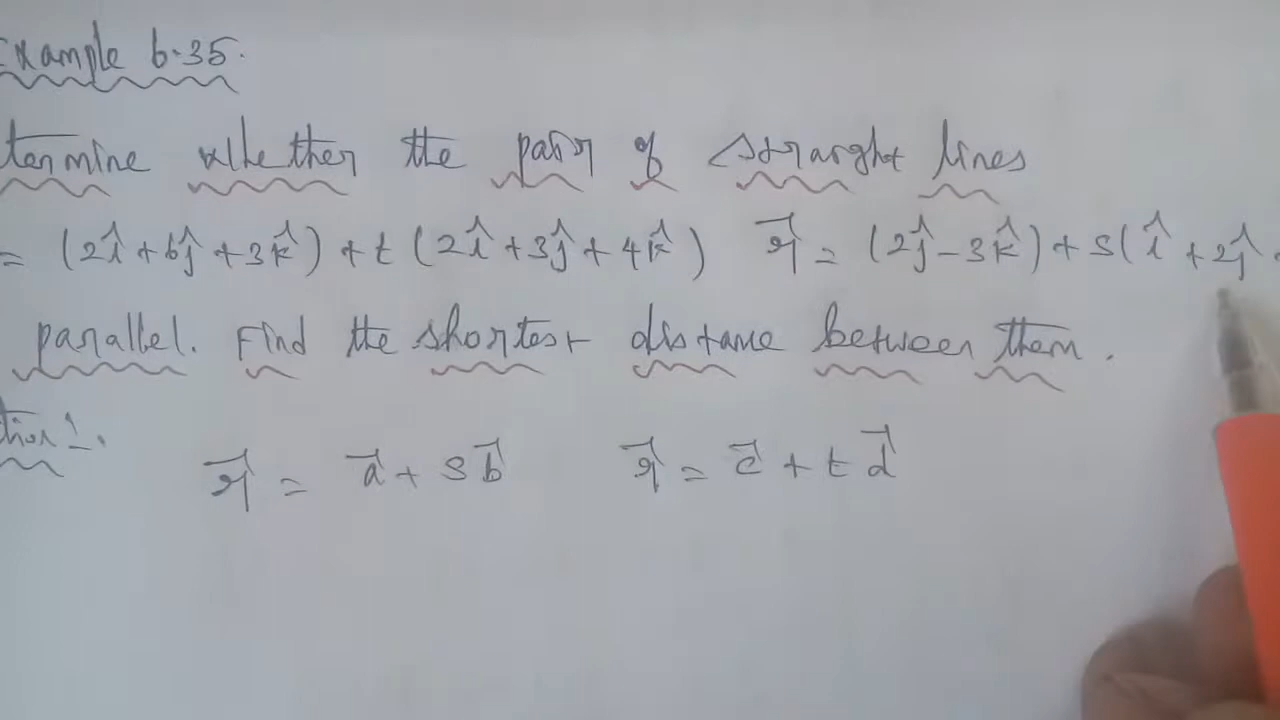 Example 6.35.
termine whether the pair of straight lines
= (2î + 6ĵ + 3k̂) + t (2î + 3ĵ + 4k̂) r⃗ = (2ĵ - 3k̂) + s(î + 2ĵ
parallel. Find the shortest distance between them.
tion:.
r⃗ = a⃗ + s b⃗ r⃗ = c⃗ + t d⃗